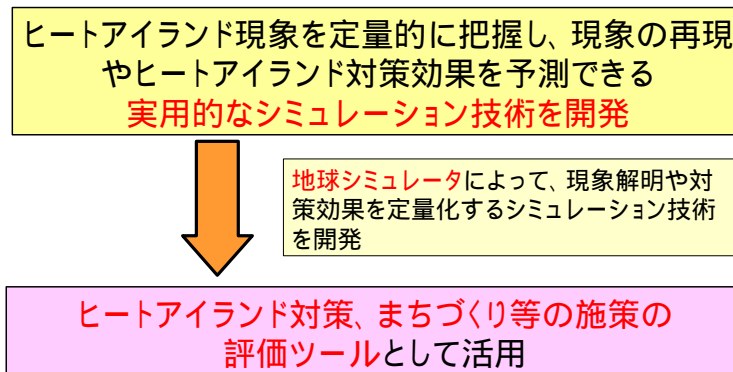 ヒートアイランド現象を定量的に把握し、現象の再現
やヒートアイランド対策効果を予測できる
実用的なシミュレーション技術を開発
地球シミュレータによって、現象解明や対
策効果を定量化するシミュレーション技術
を開発
ヒートアイランド対策、まちづくり等の施策の
評価ツールとして活用